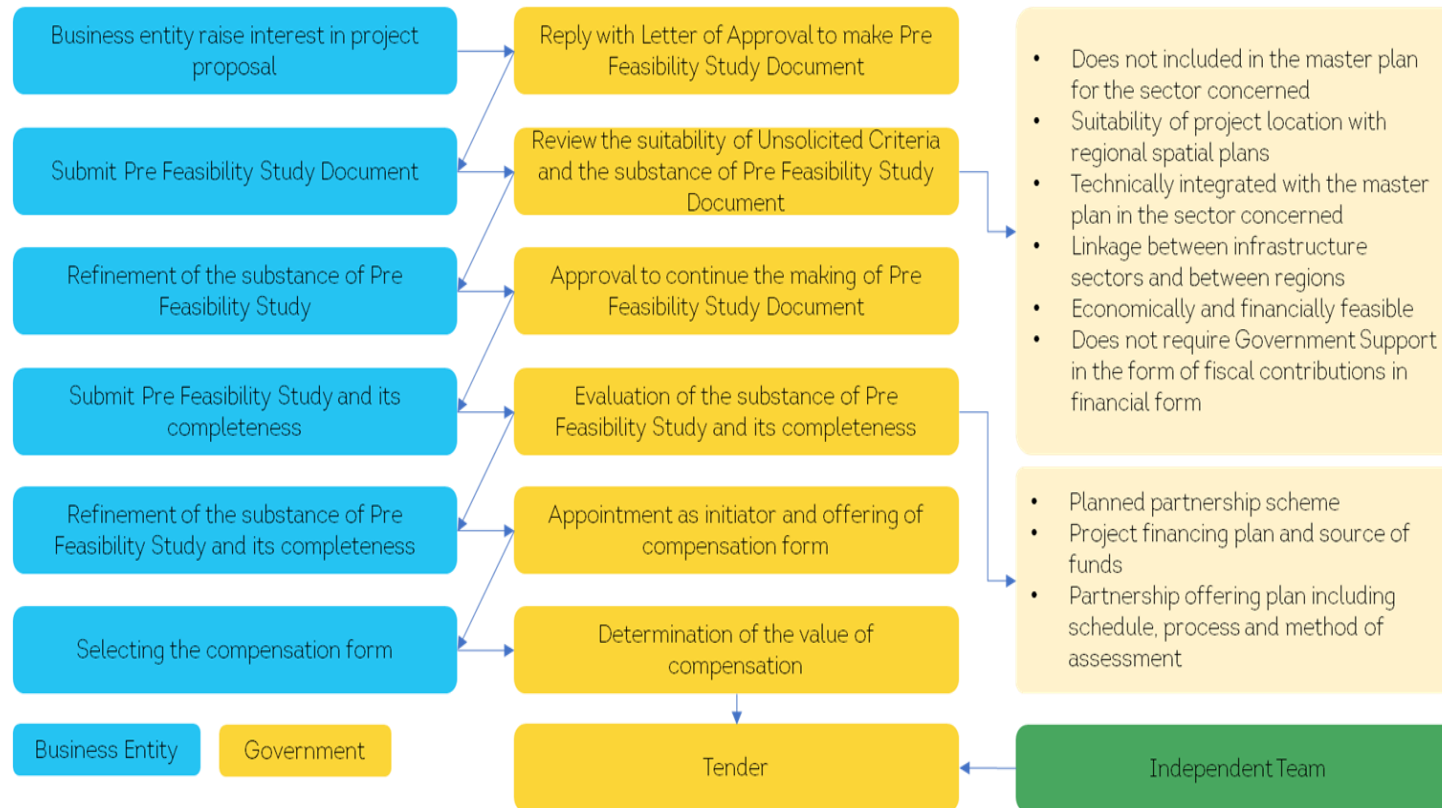 Business entity raise interest in project
proposal
Reply with Letter of Approval to make Pre
Feasibility Study Document
Submit Pre Feasibility Study Document
Review the suitability of Unsolicited Criteria
and the substance of Pre Feasibility Study
Document
• Does not included in the master plan
for the sector concerned
• Suitability of project location with
regional spatial plans
• Technically integrated with the master
plan in the sector concerned
• Linkage between infrastructure
sectors and between regions
• Economically and financially feasible
• Does not require Government Support
in the form of fiscal contributions in
financial form
Refinement of the substance of Pre
Feasibility Study
Approval to continue the making of Pre
Feasibility Study Document
Submit Pre Feasibility Study and its
completeness
Evaluation of the substance of Pre
Feasibility Study and its completeness
• Planned partnership scheme
• Project financing plan and source of
funds
• Partnership offering plan including
schedule, process and method of
assessment
Refinement of the substance of Pre
Feasibility Study and its completeness
Appointment as initiator and offering of
compensation form
Selecting the compensation form
Determination of the value of
compensation
Business Entity
Government
Tender
Independent Team